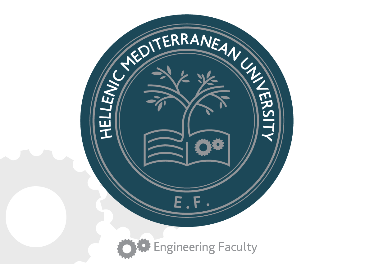 HELLENIC MEDITERRANEAN UNIVERSITY
E.F.
Engineering Faculty